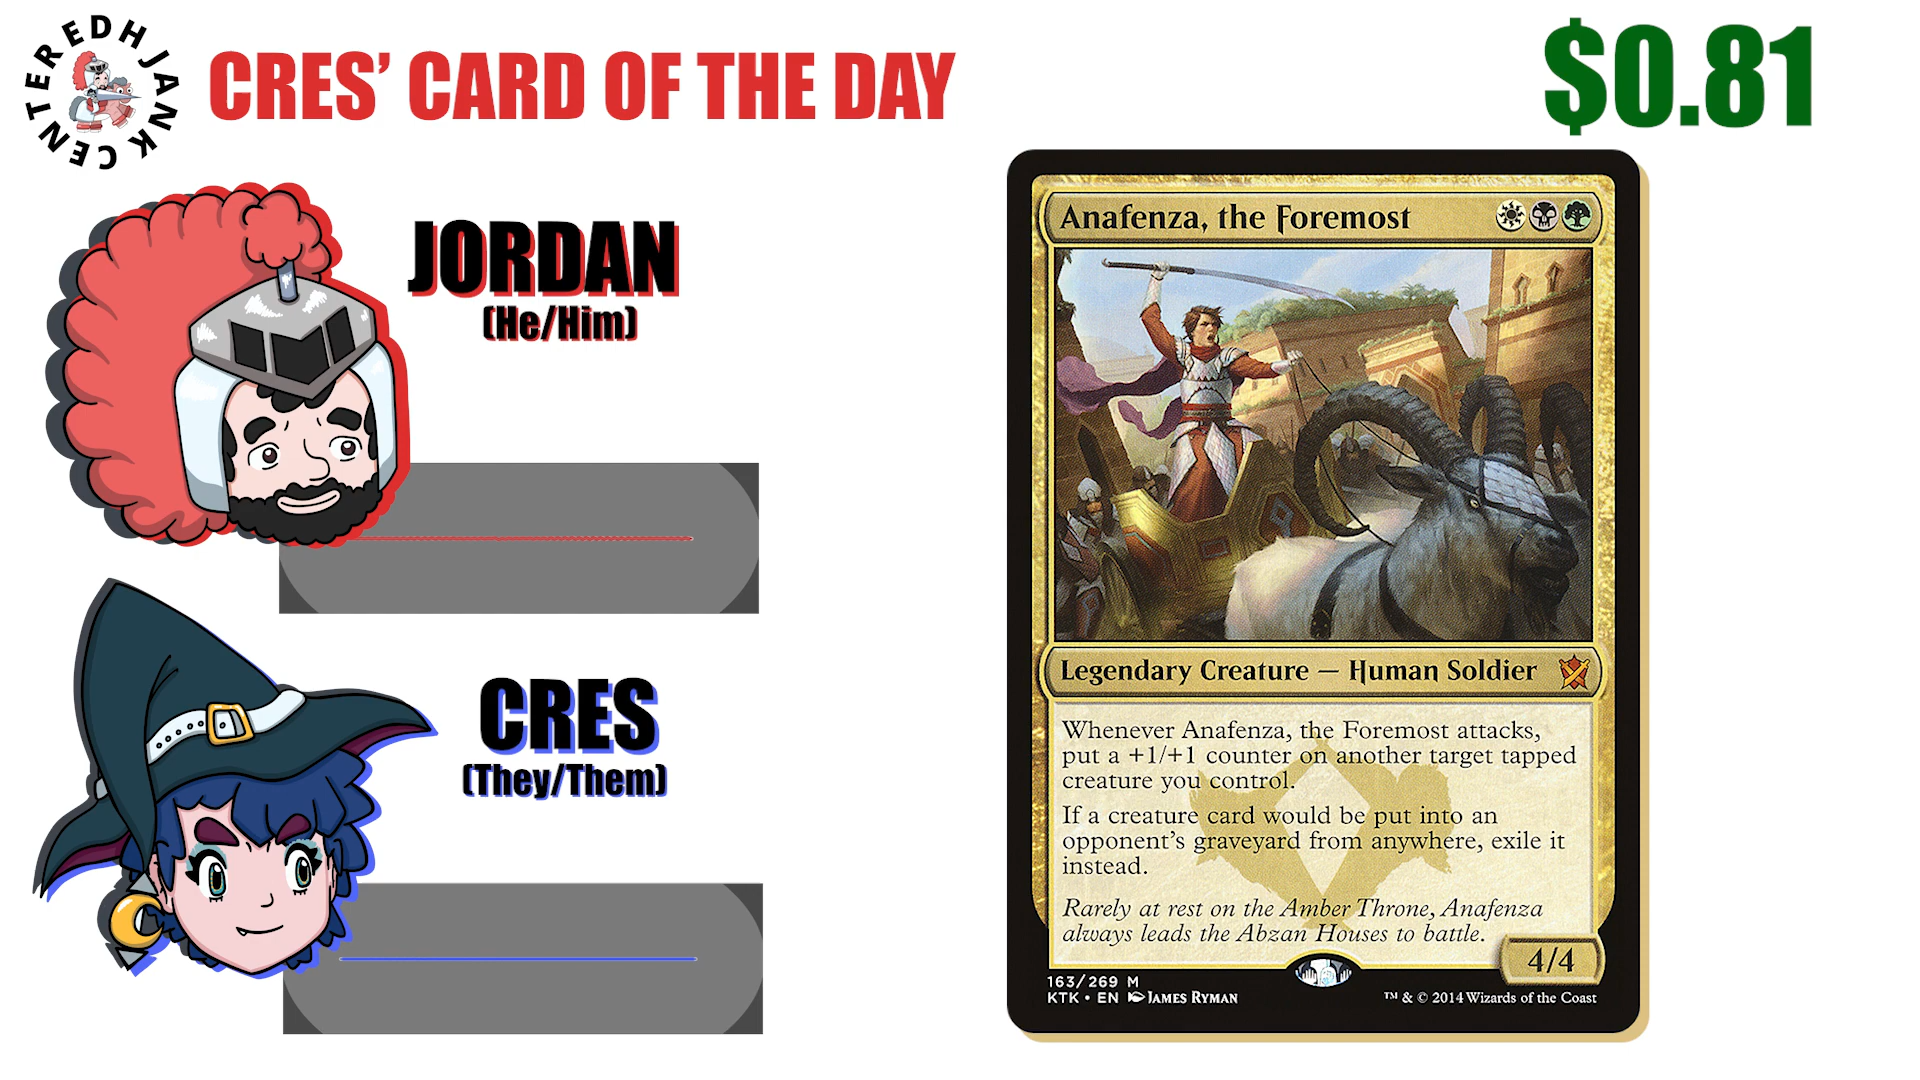 CENTEREDHJANK
CRES' CARD OF THE DAY
$0.81
JORDAN
(He/Him)
CRES
(They/Them)
Anafenza, the Foremost
Legendary Creature — Human Soldier
Whenever Anafenza, the Foremost attacks,
put a +1/+1 counter on another target tapped
creature you control.
If a creature card would be put into an
opponent's graveyard from anywhere, exile it
instead.
Rarely at rest on the Amber Throne, Anafenza
always leads the Abzan Houses to battle.
4/4
163/269 M
KTK • EN JAMES RYMAN
™ & © 2014 Wizards of the Coast